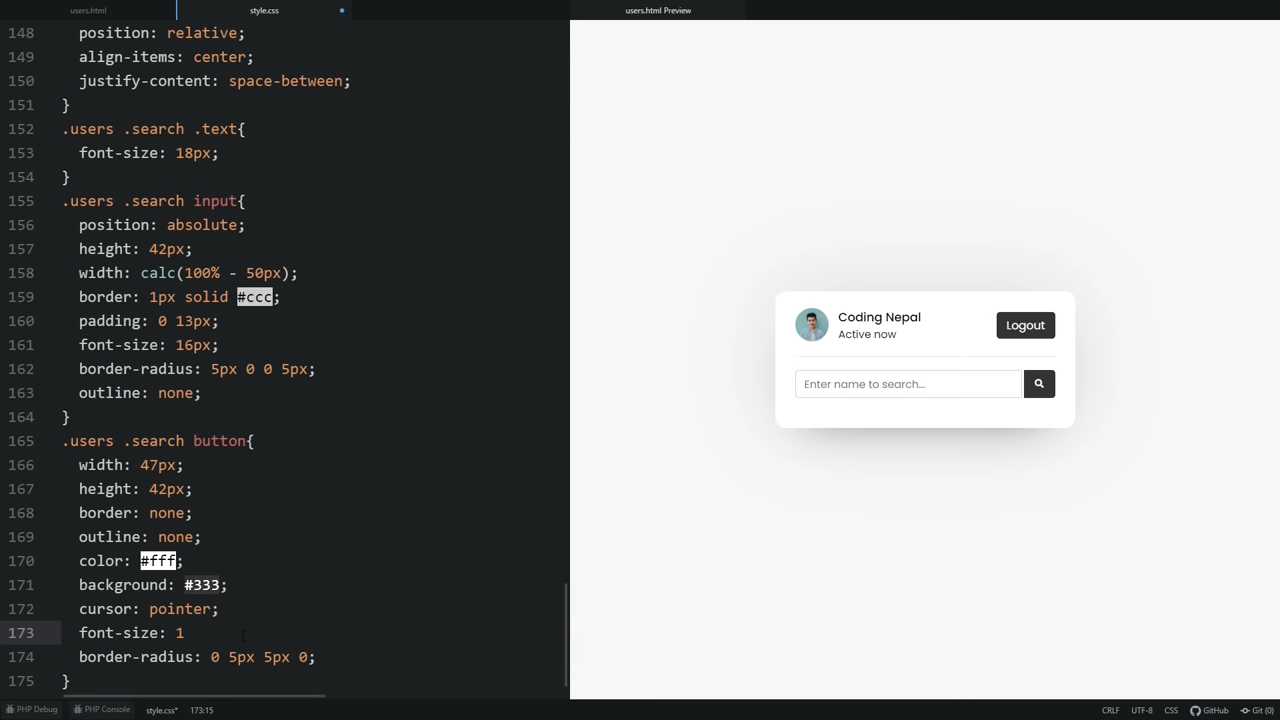 users.html
style.css
users.html Preview
148 position: relative;
149 align-items: center;
150 justify-content: space-between;
151 }
152 .users .search .text{
153 font-size: 18px;
154 }
155 .users .search input{
156 position: absolute;
157 height: 42px;
158 width: calc(100% - 50px);
159 border: 1px solid #ccc;
160 padding: 0 13px;
161 font-size: 16px;
162 border-radius: 5px 0 0 5px;
163 outline: none;
164 }
165 .users .search button{
166 width: 47px;
167 height: 42px;
168 border: none;
169 outline: none;
170 color: #fff;
171 background: #333;
172 cursor: pointer;
173 font-size: 1
174 border-radius: 0 5px 5px 0;
175 }
Coding Nepal
Active now
Logout
Enter name to search...
PHP Debug PHP Console style.css* 173:15 CRLF UTF-8 CSS GitHub Git (0)